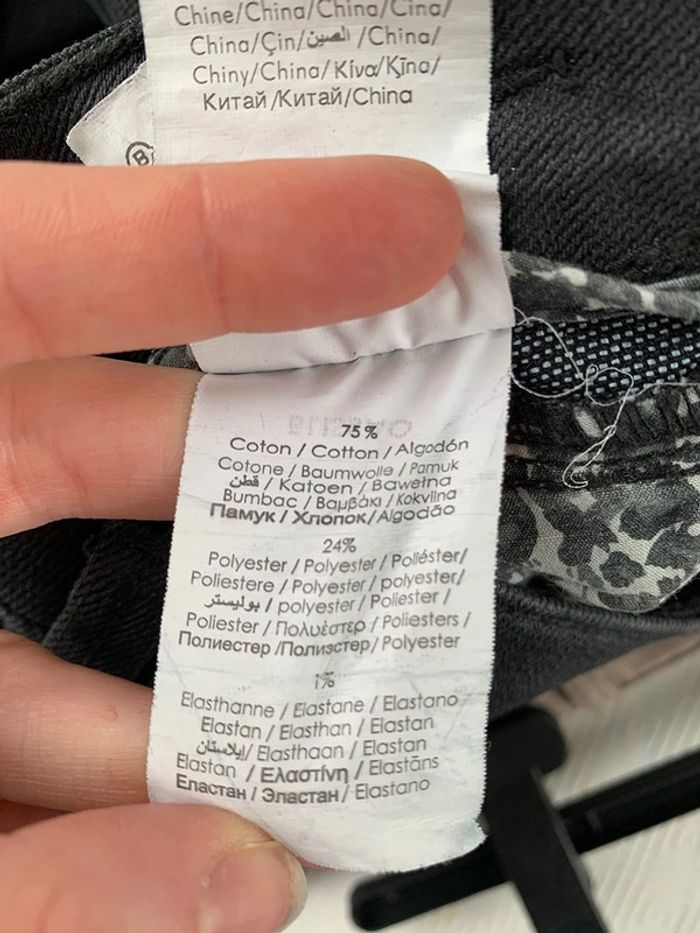 Chine/China/China/Cina/
China/Çin/الصين /China/
Chiny/China/Kίνα/Ķīna/
Китай/Китай/China
B
75%
Coton / Cotton / Algodón
Cotone / Baumwolle / Pamuk
قطن / Katoen / Bawełna
Bumbac / Βαμβάκι / Kokvilna
Памук / Хлопок/Algodão
24%
Polyester / Polyester / Poliéster/
Poliestere / Polyester / polyester/
بوليستر / polyester / Poliester /
Poliester / Πολυέστερ / Poliesters /
Полиестер /Полиэстер/ Polyester
1%
Elasthanne / Elastane / Elastano
Elastan / Elasthan / Elastan
إيلاستان/ Elasthaan / Elastan
Elastan / Ελαστίνη / Elastāns
Еластан / Эластан/ Elastano